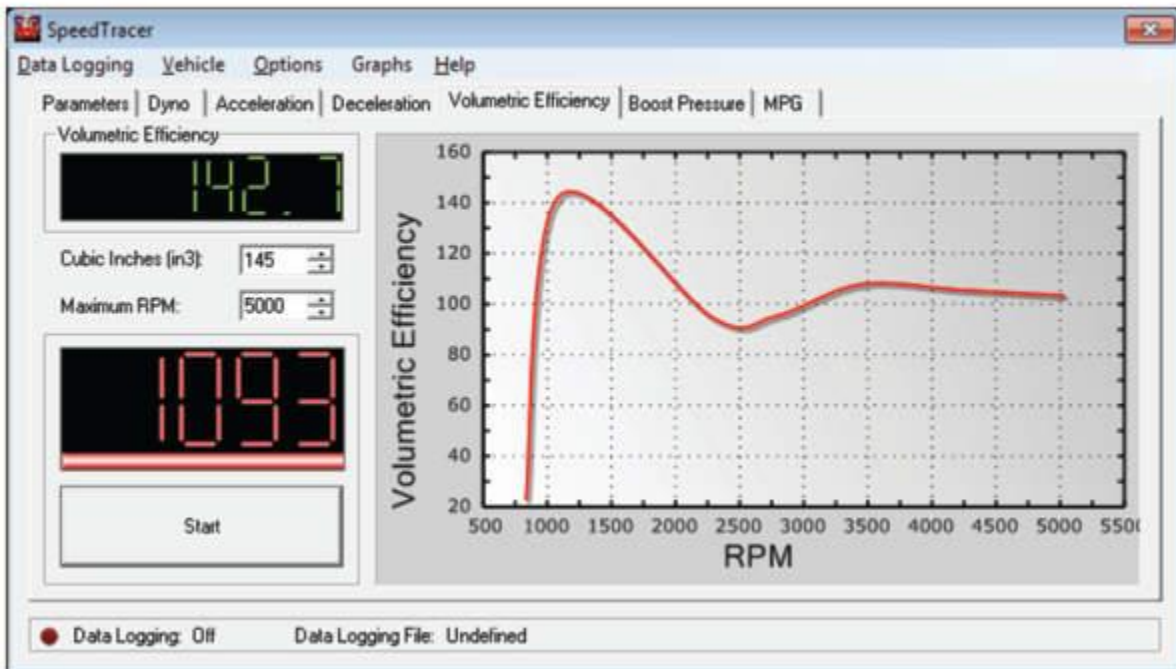 SpeedTracer
Data Logging Vehicle Options Graphs Help
Parameters Dyno Acceleration Deceleration Volumetric Efficiency Boost Pressure MPG
Volumetric Efficiency
142.7
Cubic Inches (in3): 145
Maximum RPM: 5000
1093
Start
Volumetric Efficiency
160
140
120
100
80
60
40
20
500 1000 1500 2000 2500 3000 3500 4000 4500 5000 550
RPM
Data Logging: Off Data Logging File: Undefined